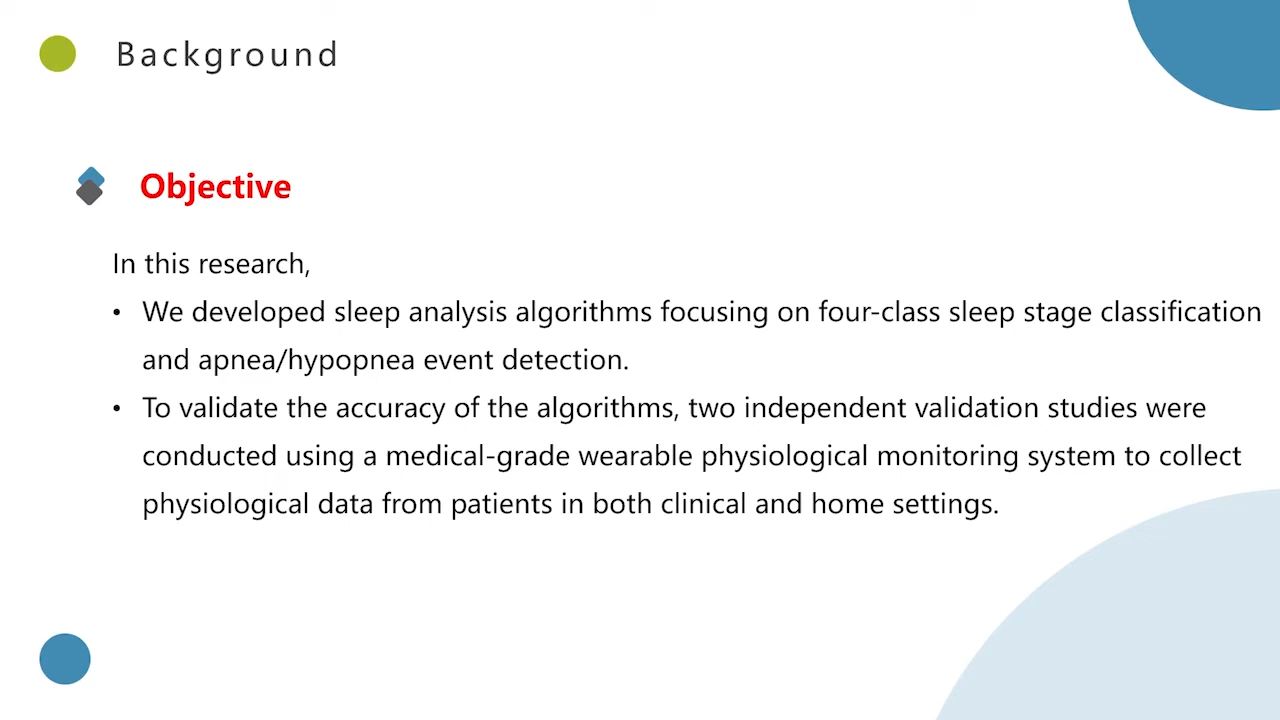 Background
Objective
In this research,
• We developed sleep analysis algorithms focusing on four-class sleep stage classification
and apnea/hypopnea event detection.
• To validate the accuracy of the algorithms, two independent validation studies were
conducted using a medical-grade wearable physiological monitoring system to collect
physiological data from patients in both clinical and home settings.